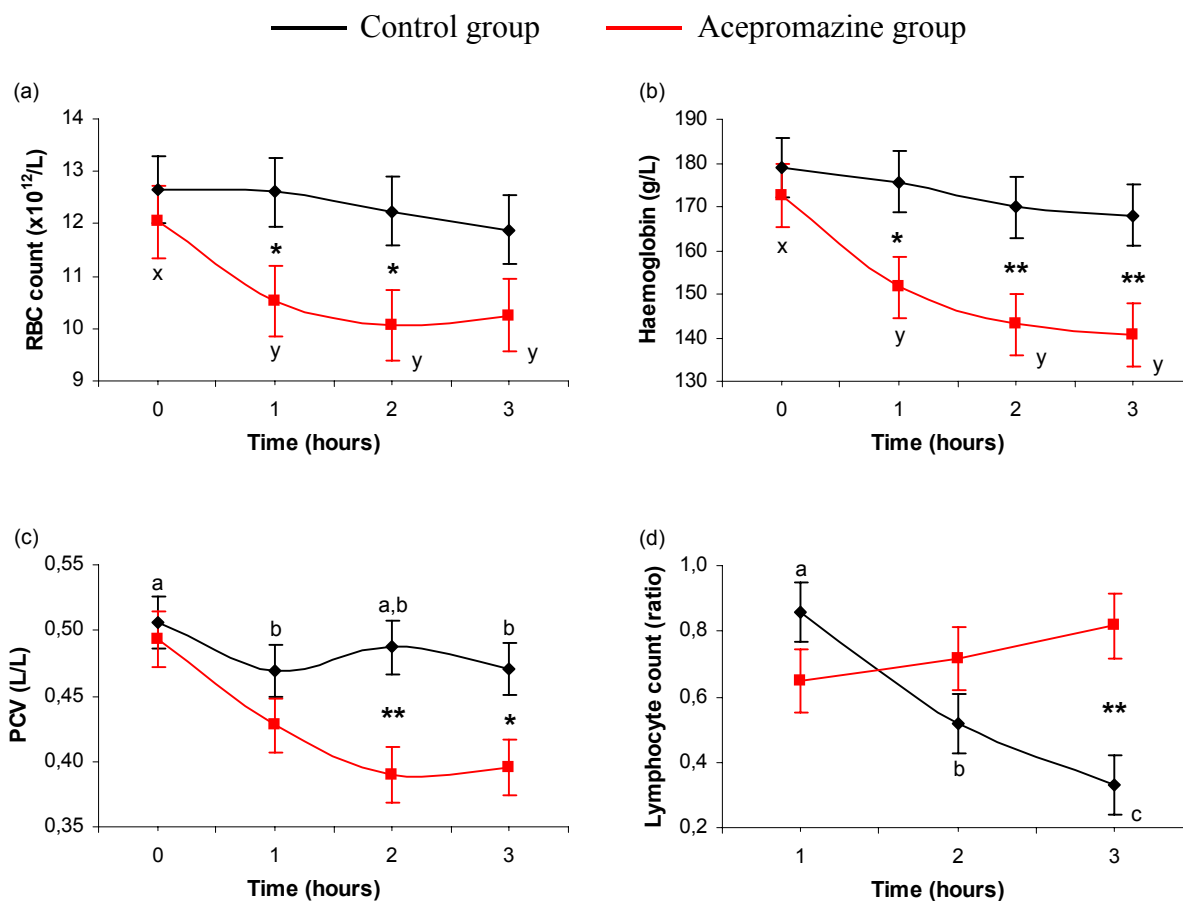 Control group Acepromazine group
(a)
RBC count (x10¹²/L)
14
13
12
11
10
9
*
*
x
y
y
y
0 1 2 3
Time (hours)
(b)
Haemoglobin (g/L)
190
180
170
160
150
140
130
*
**
**
x
y
y
y
0 1 2 3
Time (hours)
(c)
PCV (L/L)
0,55
0,50
0,45
0,40
0,35
a
b
a,b
b
**
*
0 1 2 3
Time (hours)
(d)
Lymphocyte count (ratio)
1,0
0,8
0,6
0,4
0,2
a
**
b
c
1 2 3
Time (hours)